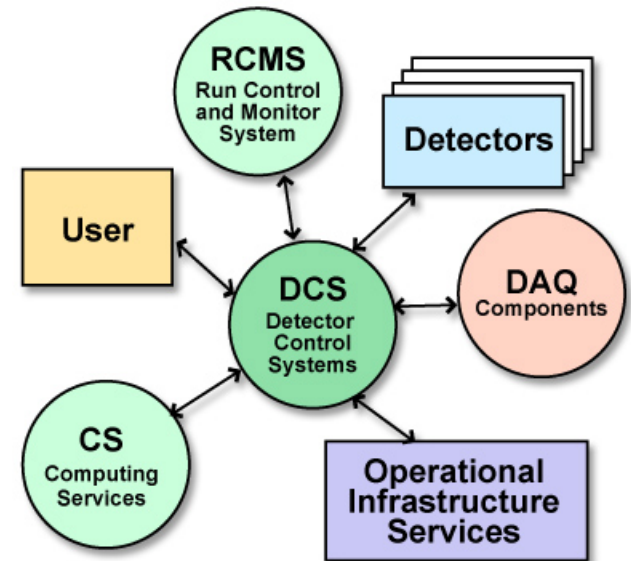 RCMS
Run Control
and Monitor
System
Detectors
User
DCS
Detector
Control
Systems
DAQ
Components
CS
Computing
Services
Operational
Infrastructure
Services